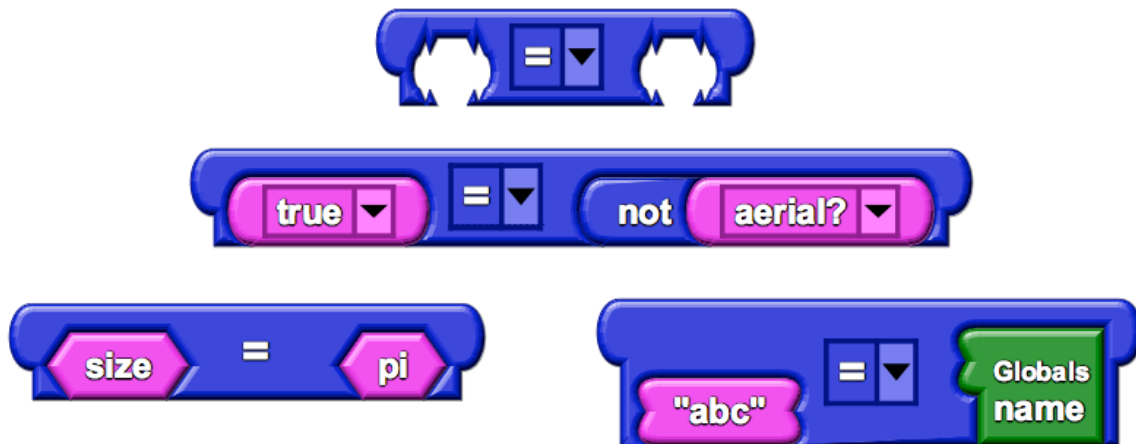 =
true = not aerial?
size = pi
"abc" = Globals
name